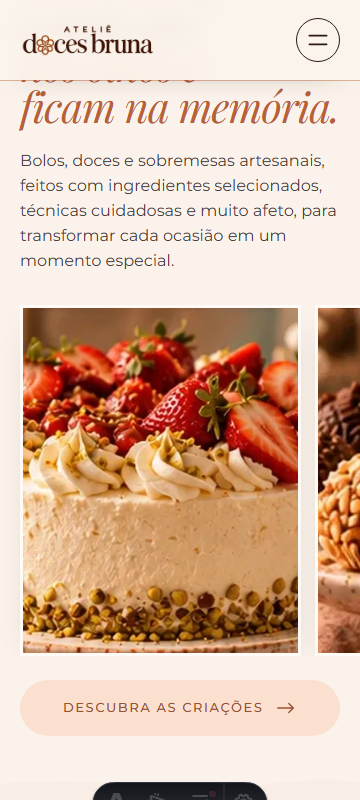 ATELIÊ
doces bruna
ficam na memória.
Bolos, doces e sobremesas artesanais,
feitos com ingredientes selecionados,
técnicas cuidadosas e muito afeto, para
transformar cada ocasião em um
momento especial.
DESCUBRA AS CRIAÇÕES